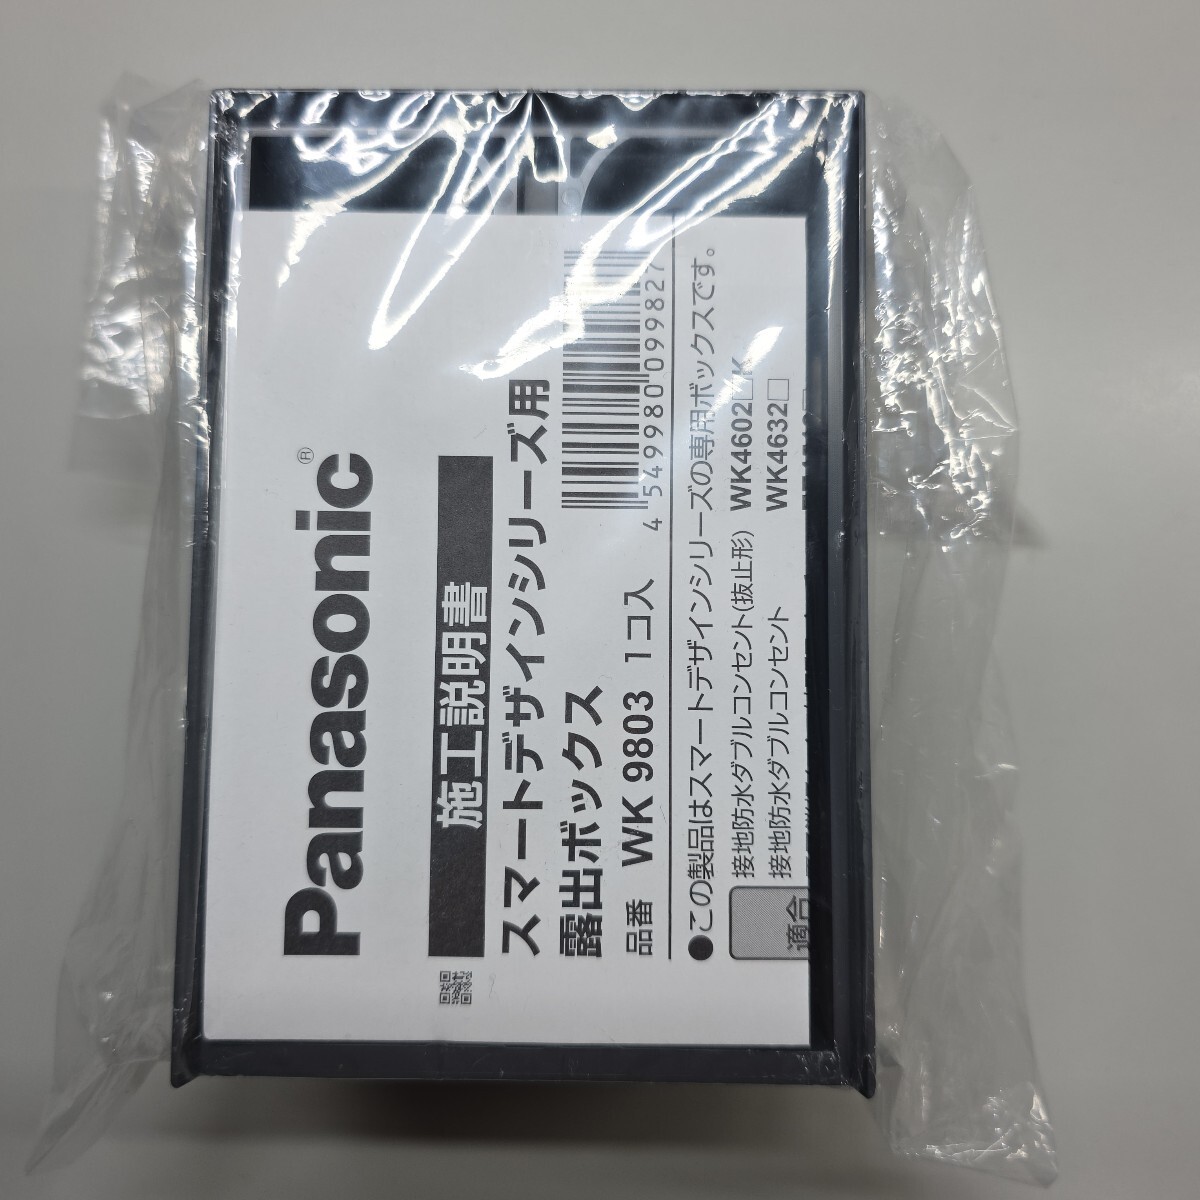 Panasonic®
施工説明書
スマートデザインシリーズ用
露出ボックス
品番 WK 9803 1コ入
4 549980 099827
●この製品はスマートデザインシリーズの専用ボックスです。
適合
接地防水ダブルコンセント(抜止形) WK4602□K
接地防水ダブルコンセント WK4632□